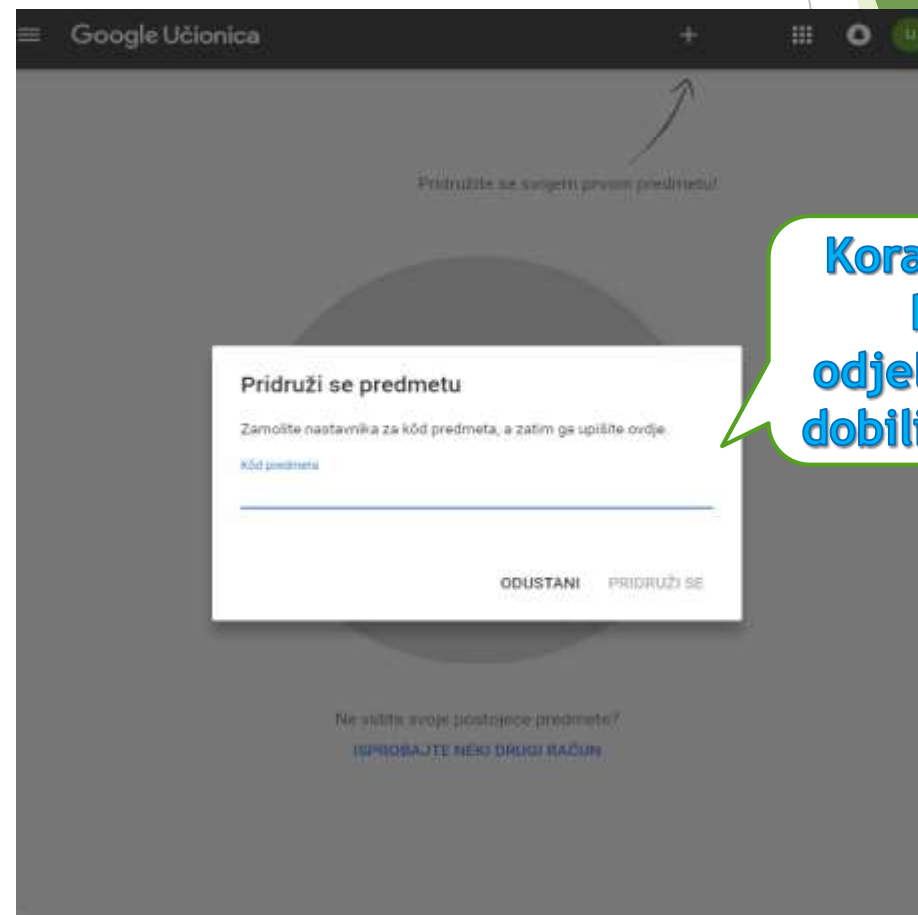 Google Učionica
Pridružite se svojem prvom predmetu!
Kora
odjel
dobili
Pridruži se predmetu
Zamolite nastavnika za kôd predmeta, a zatim ga upišite ovdje.
Kôd predmeta
ODUSTANI PRIDRUŽI SE
Ne vidite svoje postojeće predmete?
ISPROBAJTE NEKI DRUGI RAČUN